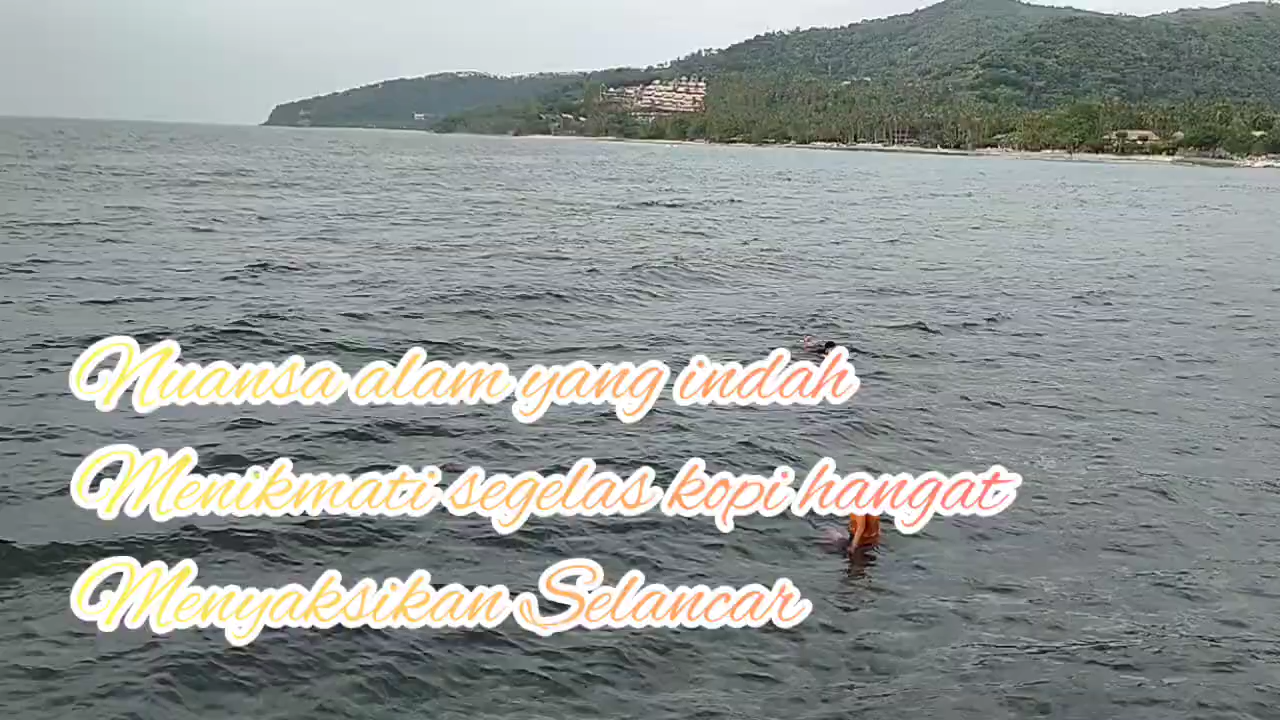 Nuansa alam yang indah
Menikmati segelas kopi hangat
Menyaksikan Selancar